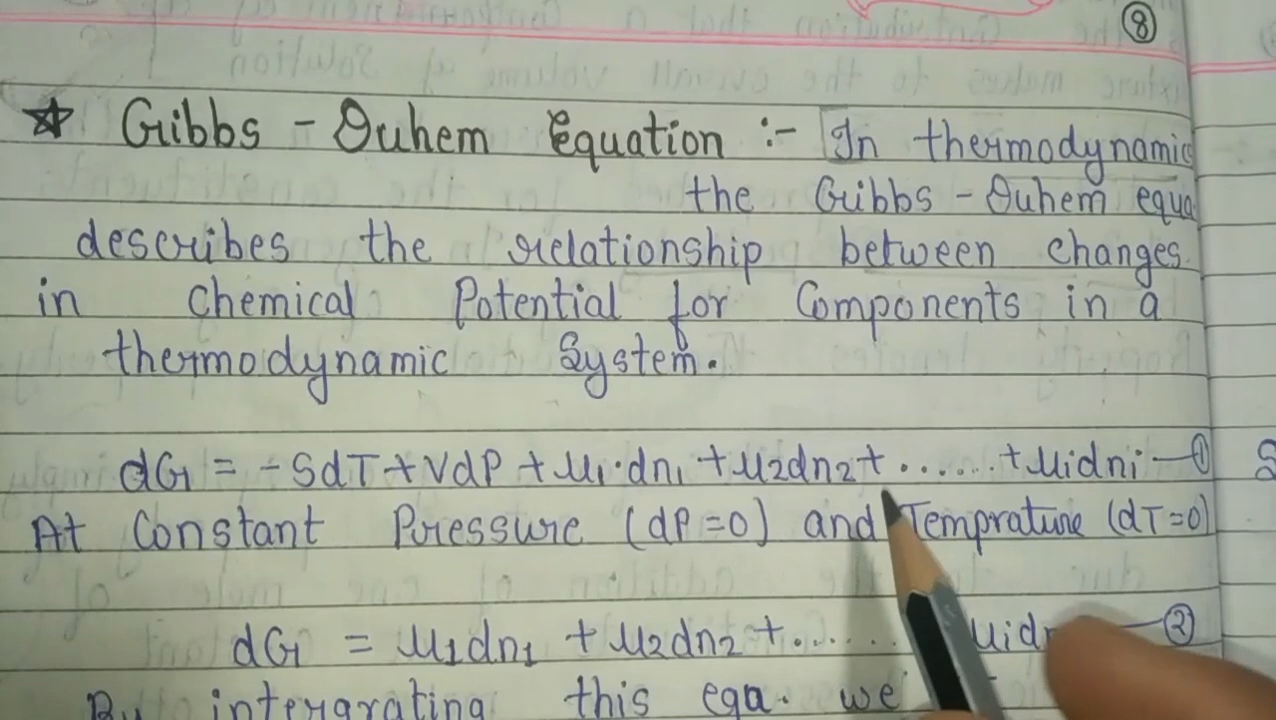 ⑧
☆ Gibbs - Duhem Equation :- In thermodynamic
the Gibbs - Duhem equa
describes the relationship between changes
in chemical Potential for Components in a
thermodynamic System.
dG = - SdT + VdP + μ₁·dn₁ + μ₂dn₂ + ...... + μidni —①
At Constant Pressure (dP=0) and Temprature (dT=0)
dG = μ₁dn₁ + μ₂dn₂ + ...... μid —②
By intergrating this eqa. we